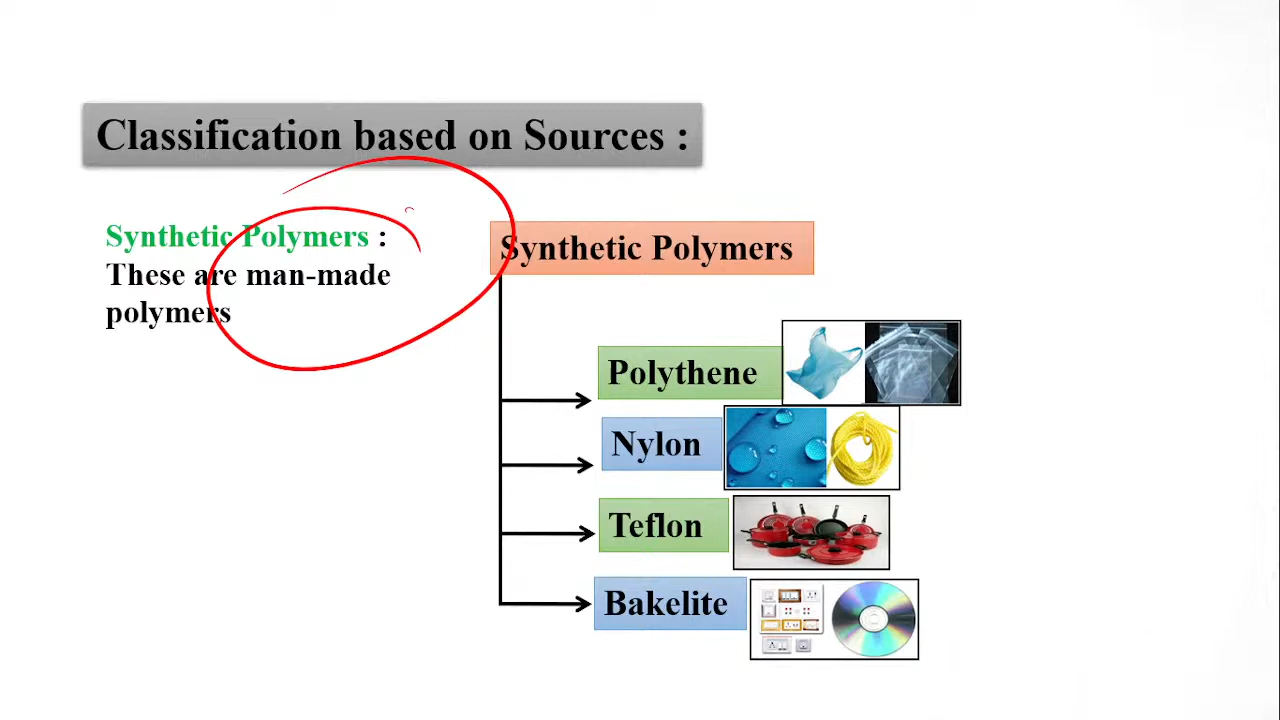 Classification based on Sources :
Synthetic Polymers :
These are man-made
polymers
Synthetic Polymers
Polythene
Nylon
Teflon
Bakelite